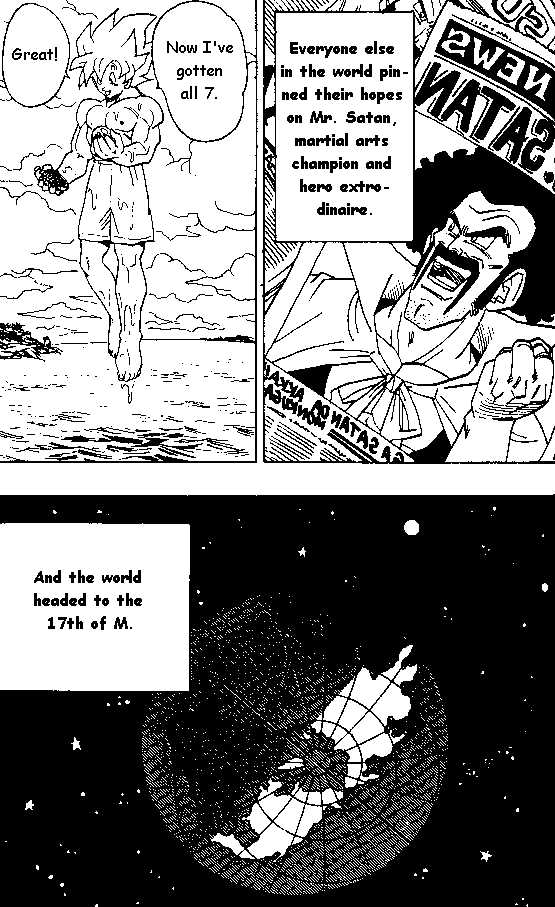 Great!
Now I've
gotten
all 7.
Everyone else
in the world pin-
ned their hopes
on Mr. Satan,
martial arts
champion and
hero extro-
dinaire.
NEWS
SATAN
And the world
headed to the
17th of M.